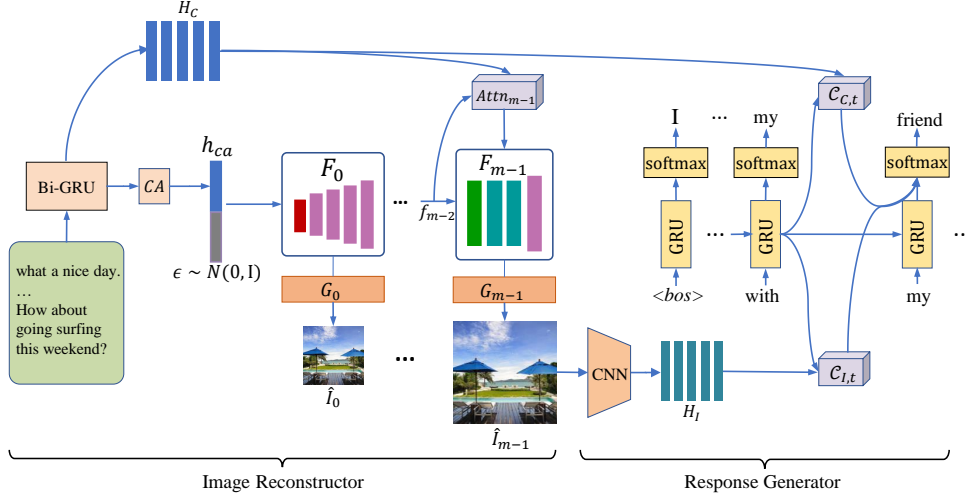 H_C
Attn_{m−1}
C_{C,t}
I ... my friend
softmax softmax softmax
h_{ca}
Bi-GRU CA F_0 ... f_{m−2} F_{m−1}
GRU ... GRU GRU ..
ϵ ~ N(0, I)
<bos> with my
what a nice day.
…
How about
going surfing
this weekend?
G_0 G_{m−1}
...
CNN
Î_0
H_I
C_{I,t}
Î_{m−1}
Image Reconstructor Response Generator